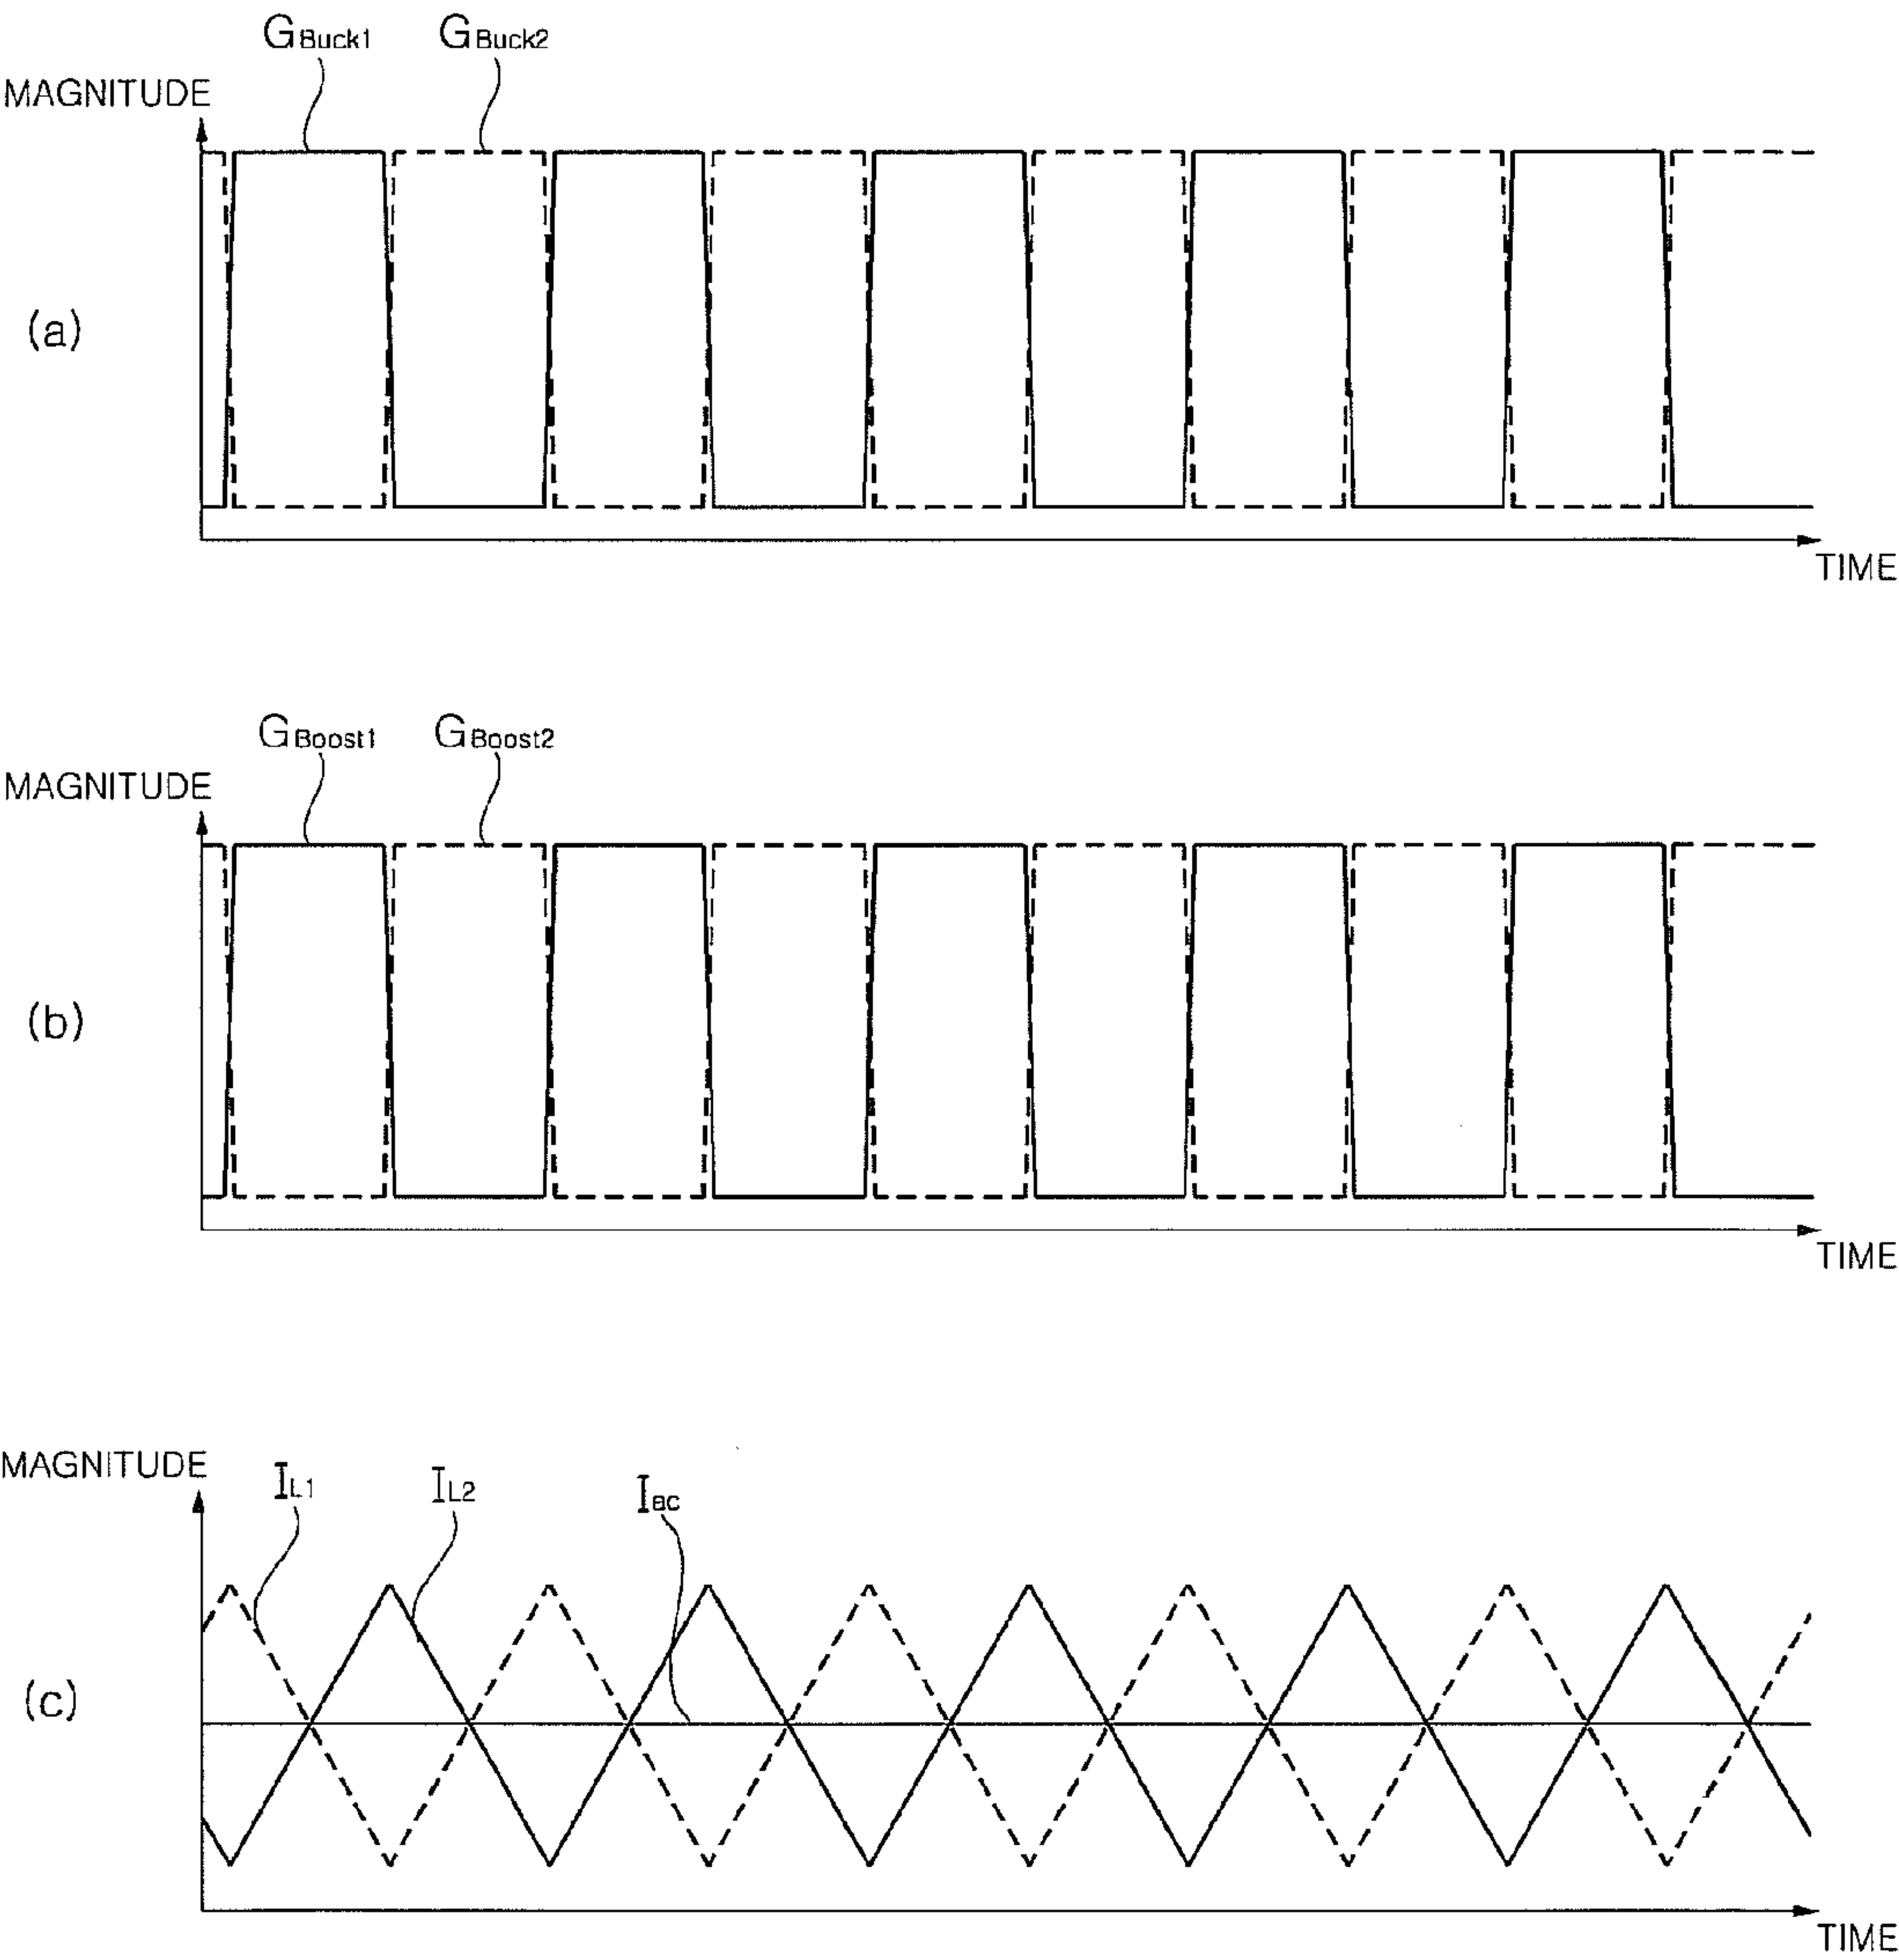 GBuck1 GBuck2
MAGNITUDE
(a)
TIME
GBoost1 GBoost2
MAGNITUDE
(b)
TIME
MAGNITUDE
IL1 IL2 Iac
(c)
TIME